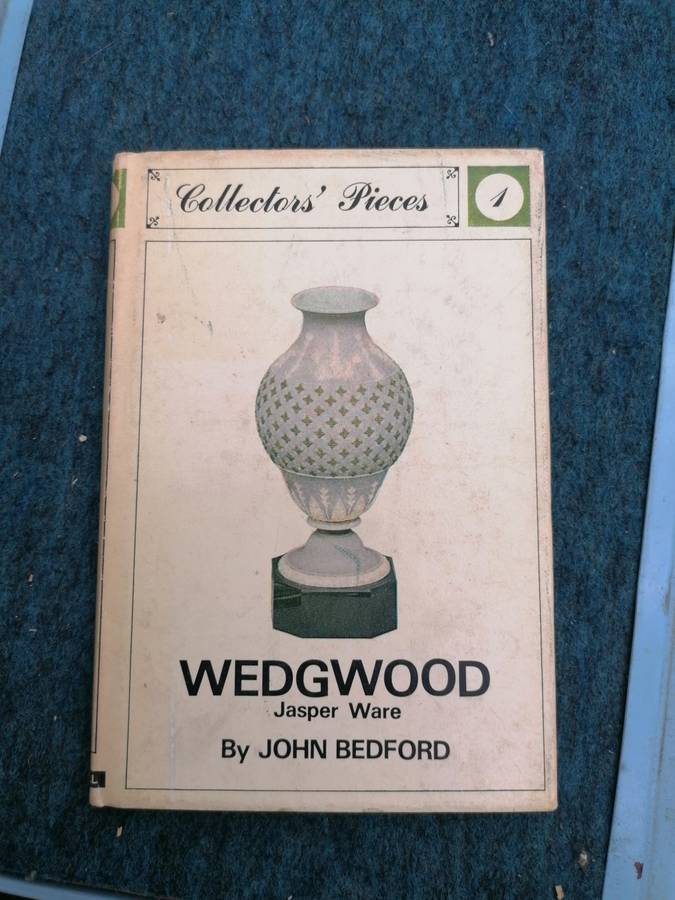 Collectors' Pieces
1
WEDGWOOD
Jasper Ware
By JOHN BEDFORD
L